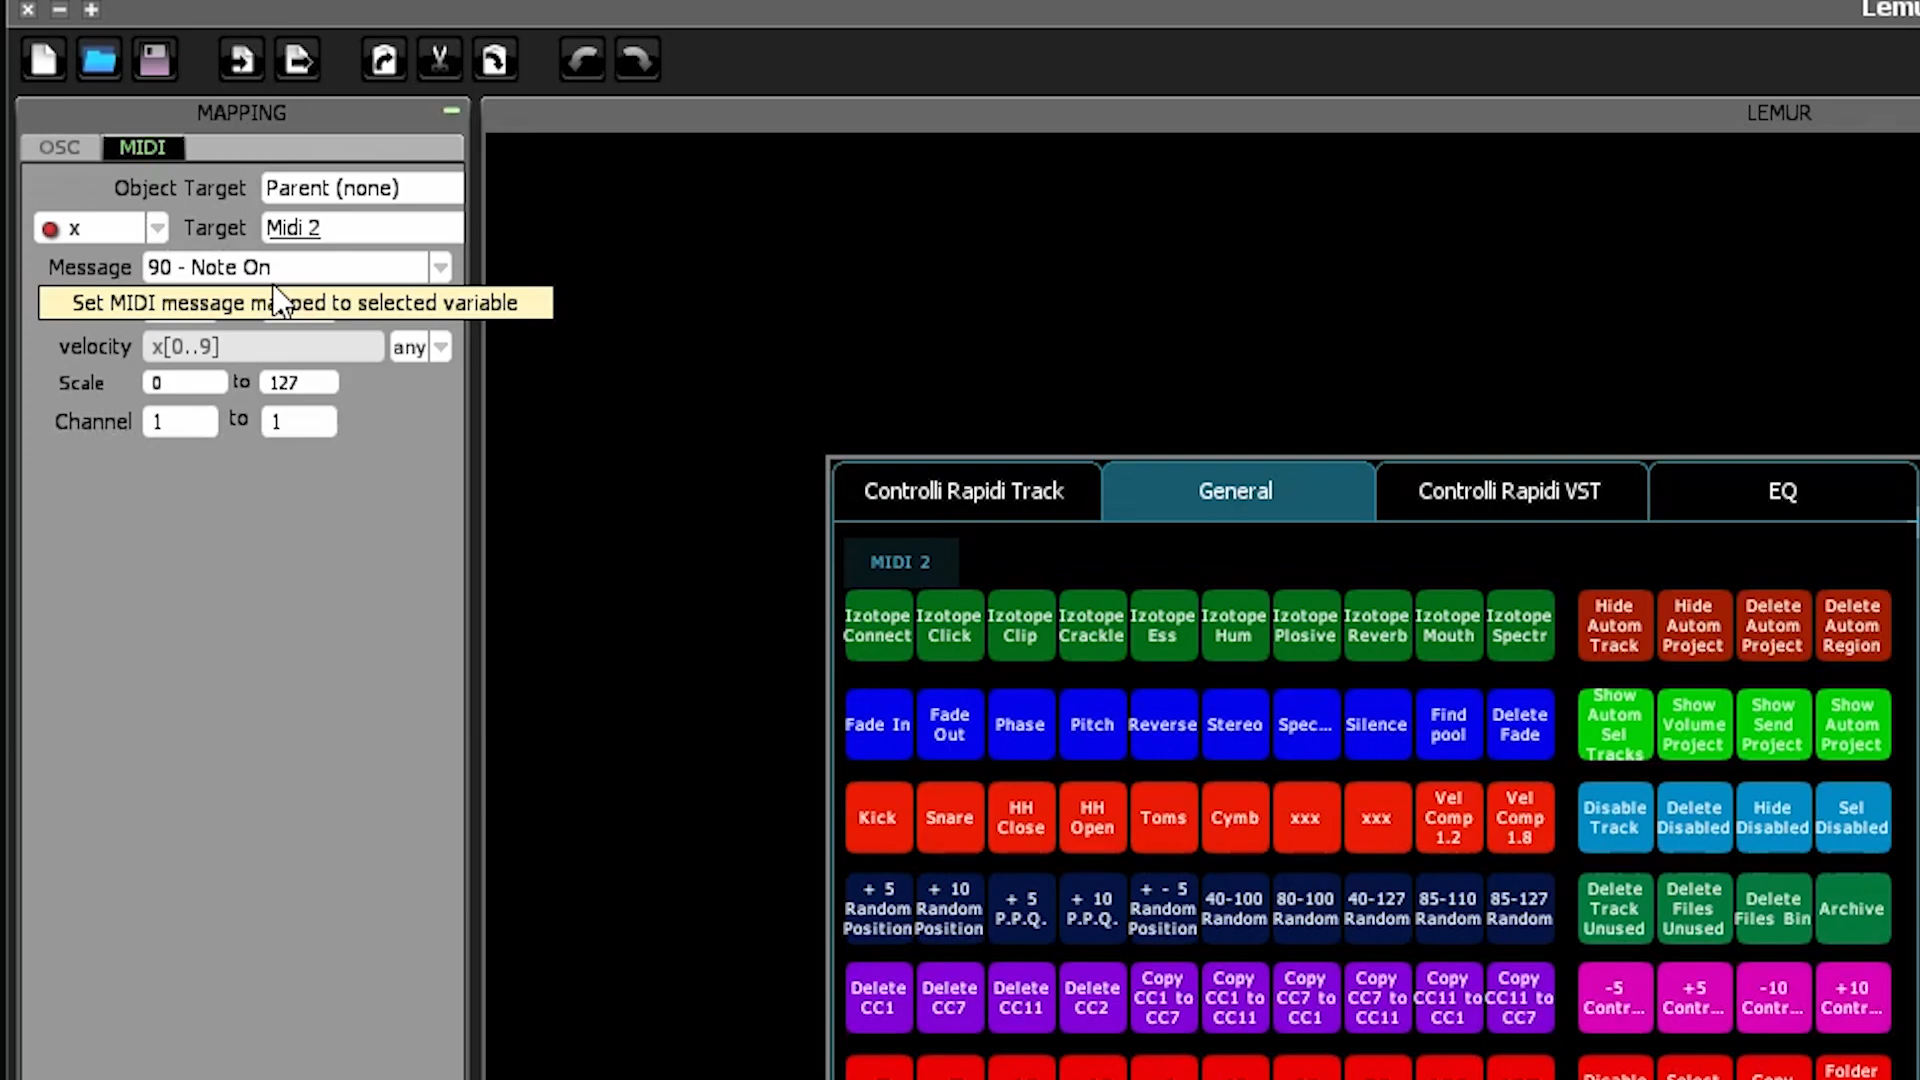 Lemu
MAPPING
LEMUR
OSC
MIDI
Object Target
Parent (none)
x
Target
Midi 2
Message
90 - Note On
Set MIDI message mapped to selected variable
velocity
x[0..9]
any
Scale
0
to
127
Channel
1
to
1
Controlli Rapidi Track
General
Controlli Rapidi VST
EQ
MIDI 2
Izotope
Connect
Izotope
Click
Izotope
Clip
Izotope
Crackle
Izotope
Ess
Izotope
Hum
Izotope
Plosive
Izotope
Reverb
Izotope
Mouth
Izotope
Spectr
Hide
Autom
Track
Hide
Autom
Project
Delete
Autom
Project
Delete
Autom
Region
Fade In
Fade
Out
Phase
Pitch
Reverse
Stereo
Spec...
Silence
Find
pool
Delete
Fade
Show
Autom
Sel
Tracks
Show
Volume
Project
Show
Send
Project
Show
Autom
Project
Kick
Snare
HH
Close
HH
Open
Toms
Cymb
xxx
xxx
Vel
Comp
1.2
Vel
Comp
1.8
Disable
Track
Delete
Disabled
Hide
Disabled
Sel
Disabled
+ 5
Random
Position
+ 10
Random
Position
+ 5
P.P.Q.
+ 10
P.P.Q.
+ - 5
Random
Position
40-100
Random
80-100
Random
40-127
Random
85-110
Random
85-127
Random
Delete
Track
Unused
Delete
Files
Unused
Delete
Files Bin
Archive
Delete
CC1
Delete
CC7
Delete
CC11
Delete
CC2
Copy
CC1 to
CC7
Copy
CC1 to
CC11
Copy
CC7 to
CC1
Copy
CC7 to
CC11
Copy
CC11 to
CC1
Copy
CC11 to
CC7
-5
Contr...
+5
Contr...
-10
Contr...
+10
Contr...
Disable
Select
Copy
Folder